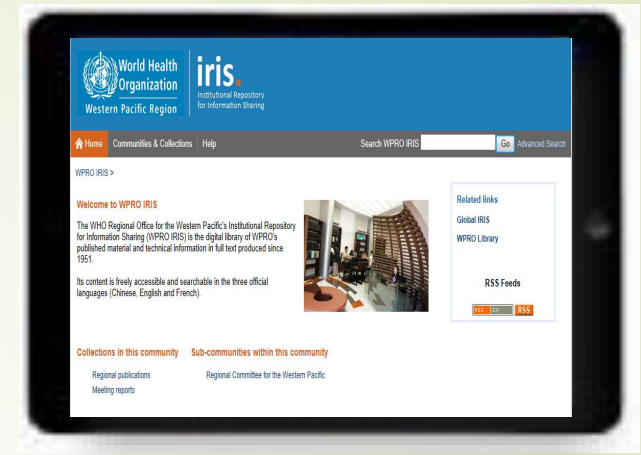 World Health
Organization
Western Pacific Region
iris.
Institutional Repository
for Information Sharing
Home Communities & Collections Help Search WPRO IRIS Go Advanced Search
WPRO IRIS >
Welcome to WPRO IRIS
The WHO Regional Office for the Western Pacific's Institutional Repository
for Information Sharing (WPRO IRIS) is the digital library of WPRO's
published material and technical information in full text produced since
1951.
Its content is freely accessible and searchable in the three official
languages (Chinese, English and French).
Related links
Global IRIS
WPRO Library
RSS Feeds
RSS 2.0 RSS
Collections in this community
Regional publications
Meeting reports
Sub-communities within this community
Regional Committee for the Western Pacific